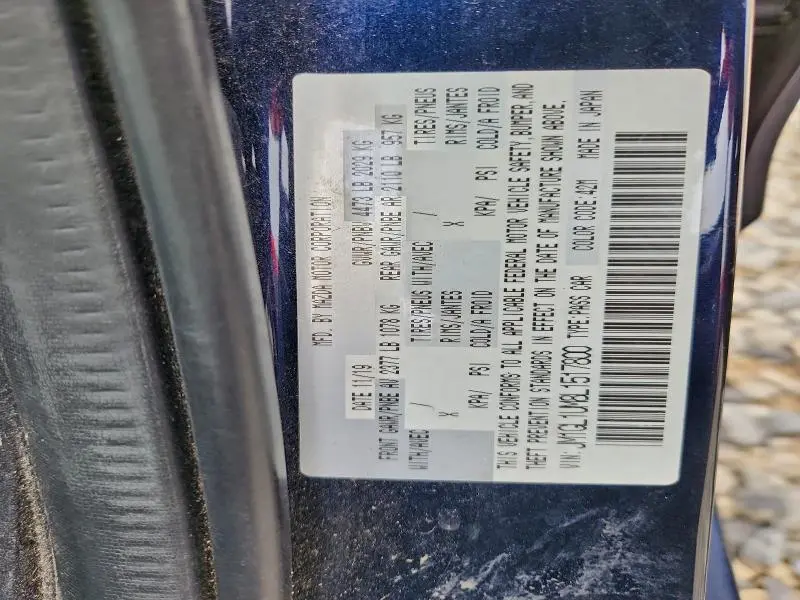 MFD. BY MAZDA MOTOR CORPORATION
DATE 11/19 GVWR/PNBV 4473 LB 2029 KG
FRONT GAWR/PNBE AV 2377 LB 1078 KG REAR GAWR/PNBE AR 2110 LB 957 KG
WITH/AVEC TIRES/PNEUS WITH/AVEC TIRES/PNEUS
/ RIMS/JANTES / RIMS/JANTES
X COLD/A FROID X COLD/A FROID
KPA/ PSI KPA/ PSI
THIS VEHICLE CONFORMS TO ALL APPLICABLE FEDERAL MOTOR VEHICLE SAFETY, BUMPER, AND
THEFT PREVENTION STANDARDS IN EFFECT ON THE DATE OF MANUFACTURE SHOWN ABOVE.
VIN: JM1GL1UM8L1517800 TYPE:PASS CAR COLOR CODE:42M MADE IN JAPAN